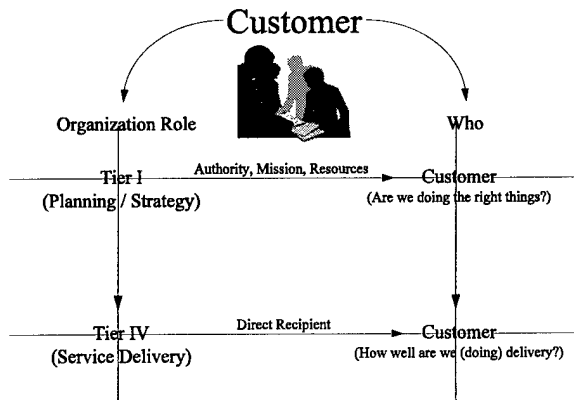 Customer
Organization Role
Who
Tier I
Authority, Mission, Resources
Customer
(Planning / Strategy)
(Are we doing the right things?)
Tier IV
Direct Recipient
Customer
(Service Delivery)
(How well are we (doing) delivery?)